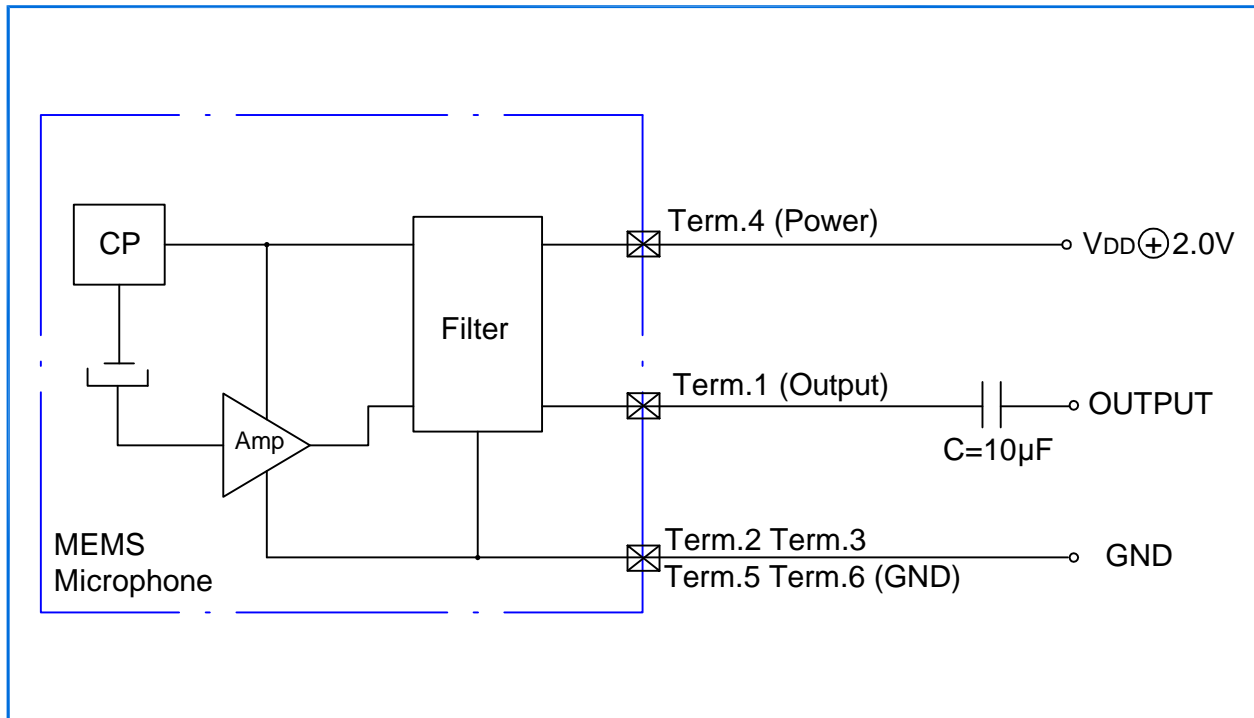 CP
Filter
Amp
MEMS
Microphone
Term.4 (Power)
VDD⊕2.0V
Term.1 (Output)
OUTPUT
C=10µF
Term.2 Term.3
Term.5 Term.6 (GND)
GND